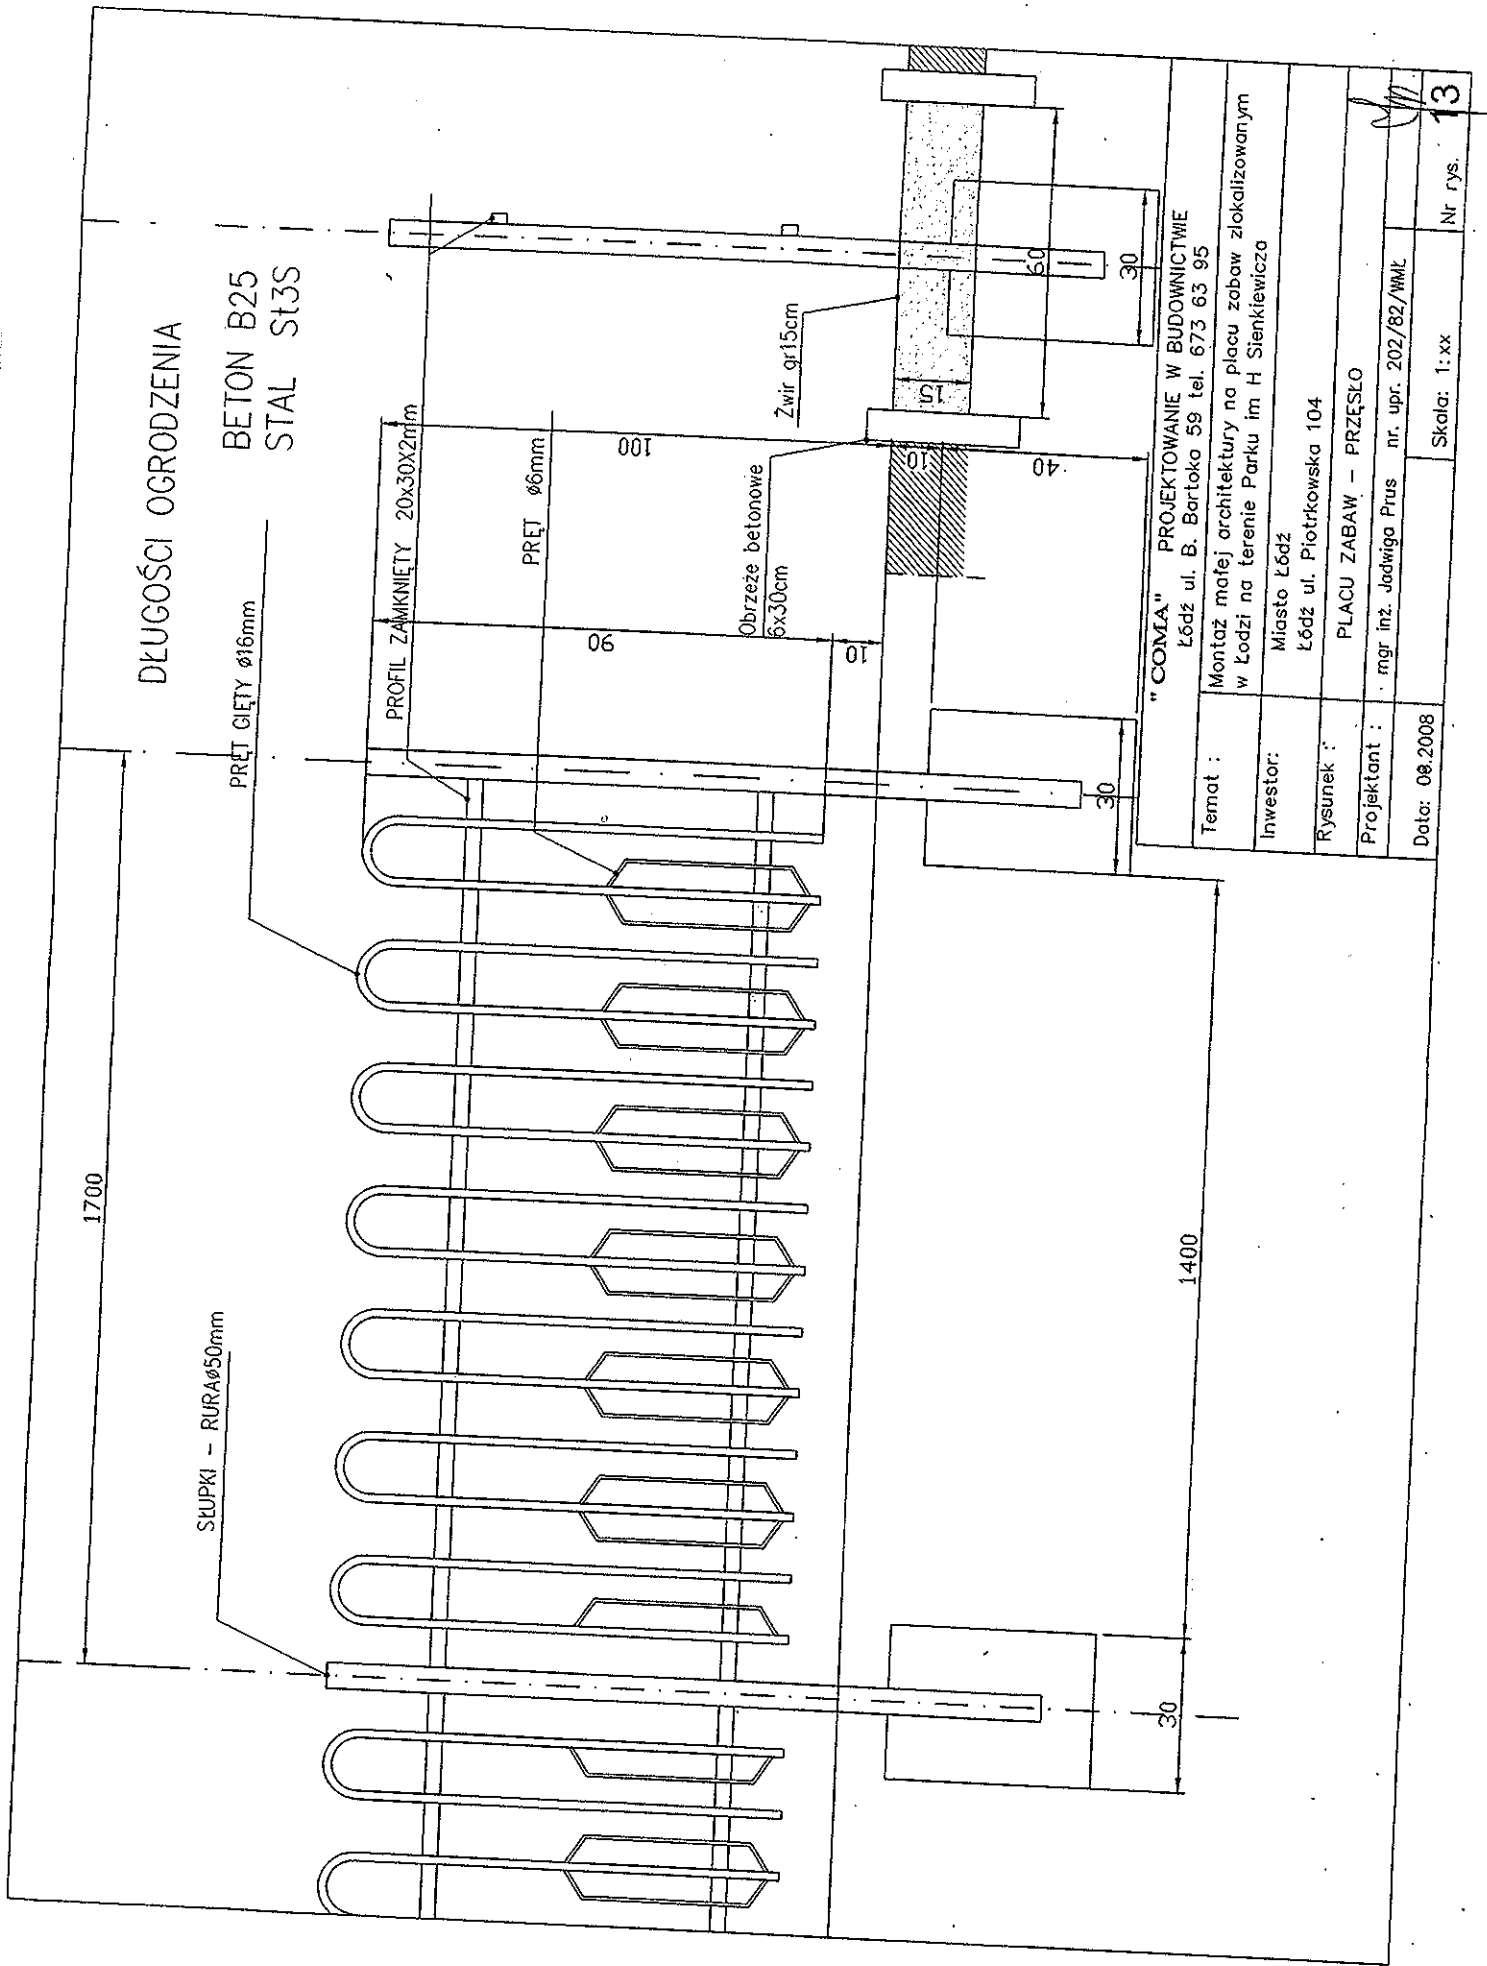 DŁUGOŚCI OGRODZENIA
BETON B25
STAL St3S
1700
SŁUPKI - RURAø50mm
PRĘT GIĘTY ø16mm
PROFIL ZAMKNIĘTY 20x30X2mm
PRĘT ø6mm
90
10
100
10
40
Obrzeże betonowe
6x30cm
Żwir gr15cm
15
60
30
30
30
1400
"COMA" PROJEKTOWANIE W BUDOWNICTWIE
Łódź ul. B. Bartoka 59 tel. 673 63 95
Temat : Montaż małej architektury na placu zabaw zlokalizowanym
w Łodzi na terenie Parku im H Sienkiewicza
Inwestor: Miasto Łódź
Łódź ul. Piotrkowska 104
Rysunek : PLACU ZABAW - PRZĘSŁO
Projektant : mgr inż. Jadwiga Prus nr. upr. 202/82/WMŁ
Data: 08.2008 Skala: 1:xx Nr rys. 13